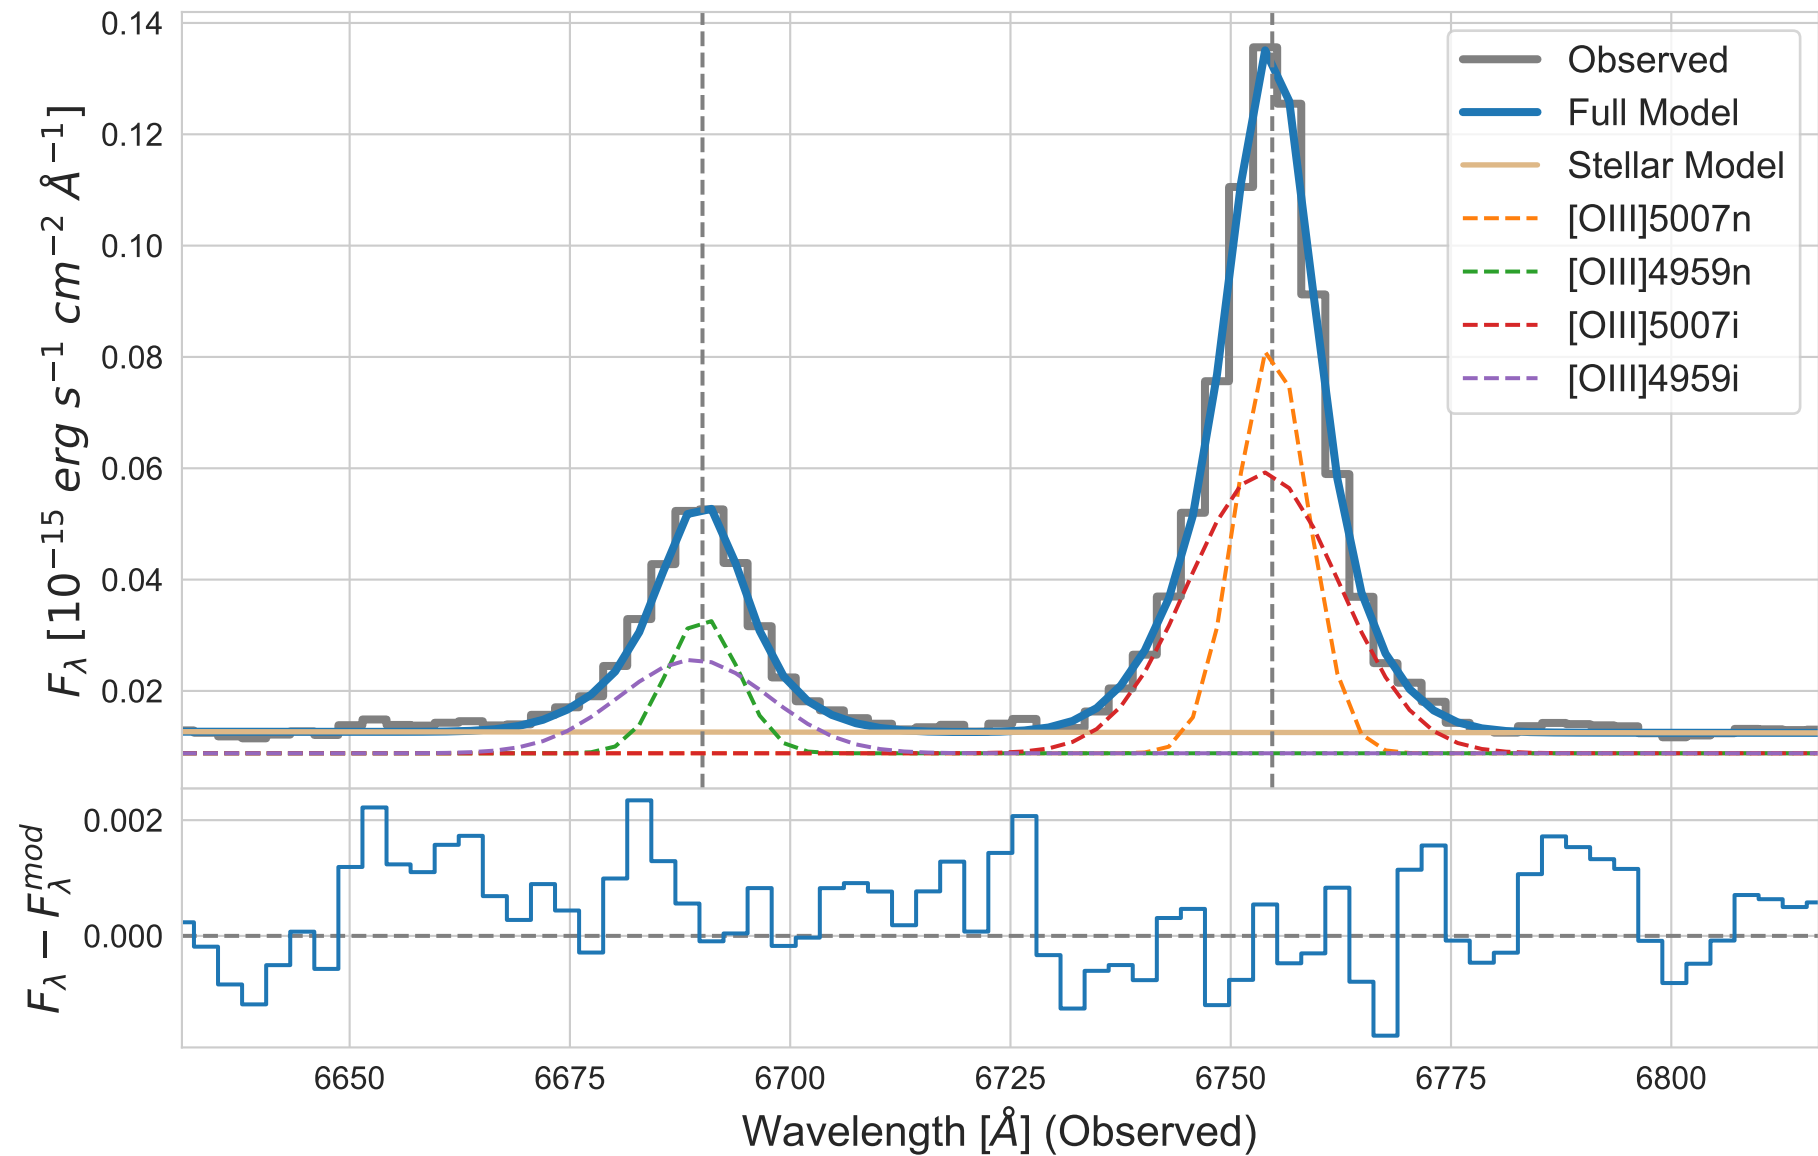 0.14
0.12
0.10
0.08
0.06
0.04
0.02
F_λ [10^−15 erg s^−1 cm^−2 Å^−1]
Observed
Full Model
Stellar Model
[OIII]5007n
[OIII]4959n
[OIII]5007i
[OIII]4959i
0.002
0.000
F_λ − F_λ^mod
6650 6675 6700 6725 6750 6775 6800
Wavelength [Å] (Observed)